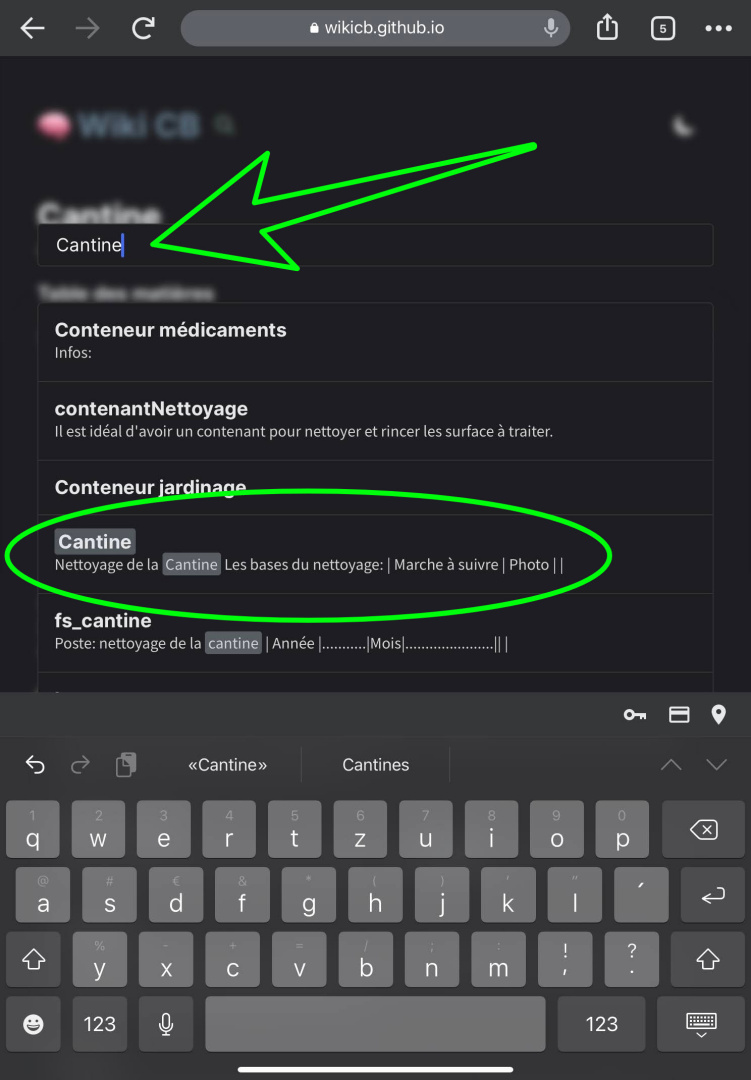 wikicb.github.io
5
Wiki CB
Cantine
Cantine
Table des matières
Conteneur médicaments
Infos:
contenantNettoyage
Il est idéal d'avoir un contenant pour nettoyer et rincer les surface à traiter.
Conteneur jardinage
Cantine
Nettoyage de la Cantine Les bases du nettoyage: | Marche à suivre | Photo | |
fs_cantine
Poste: nettoyage de la cantine | Année |...........|Mois|......................|| |
«Cantine» Cantines
1 2 3 4 5 6 7 8 9 0
q w e r t z u i o p
@ # € & * ( ) ' "
a s d f g h j k l ´
% - + = / ; : ! ?
y x c v b n m , .
123 123